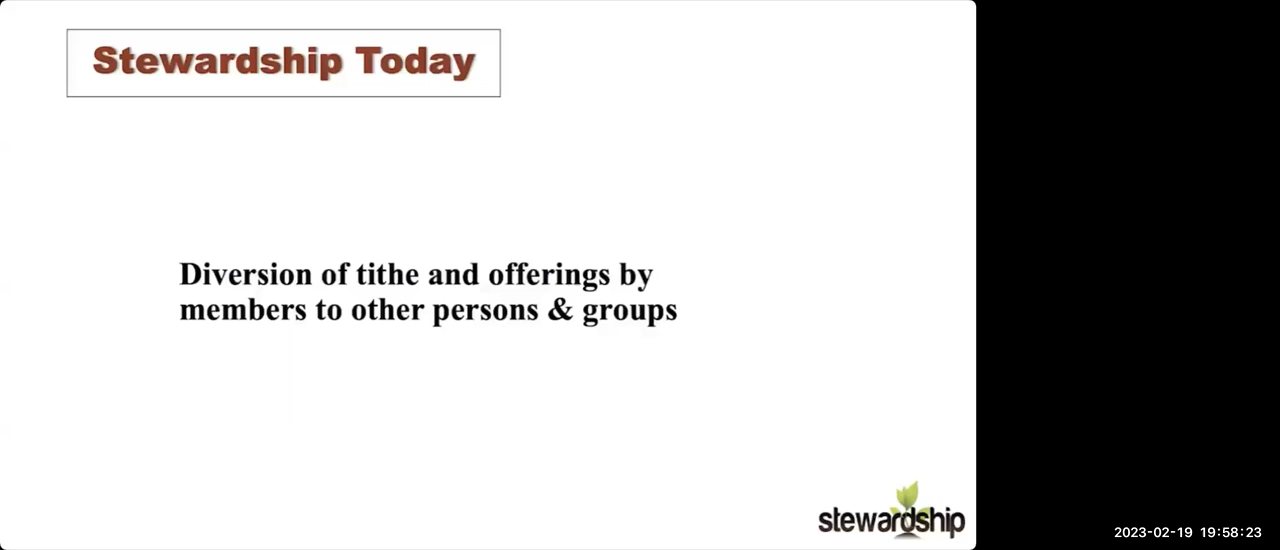 Stewardship Today
Diversion of tithe and offerings by
members to other persons & groups
stewardship
2023-02-19 19:58:23